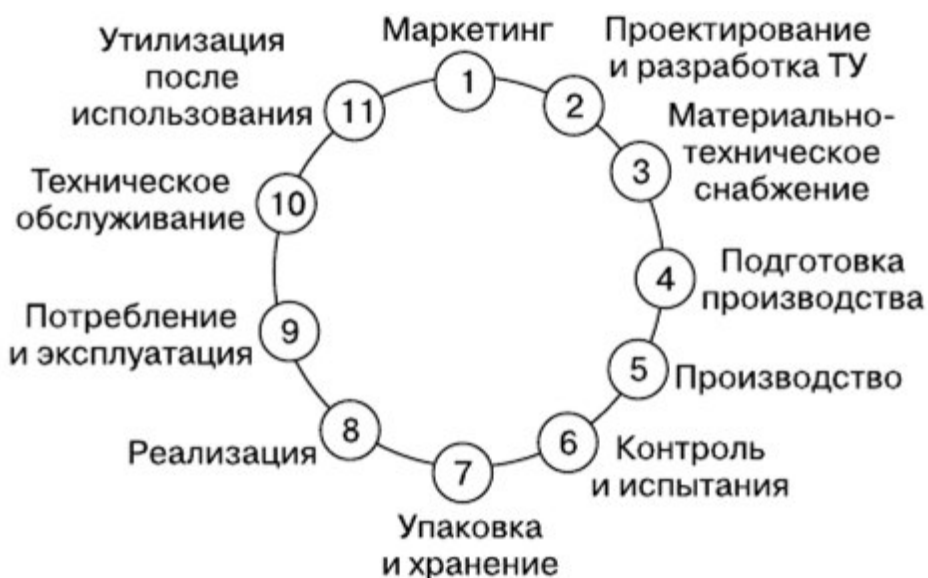 Маркетинг
1
Проектирование
и разработка ТУ
2
Материально-
техническое
снабжение
3
Подготовка
производства
4
Производство
5
Контроль
и испытания
6
Упаковка
и хранение
7
Реализация
8
Потребление
и эксплуатация
9
Техническое
обслуживание
10
Утилизация
после
использования
11